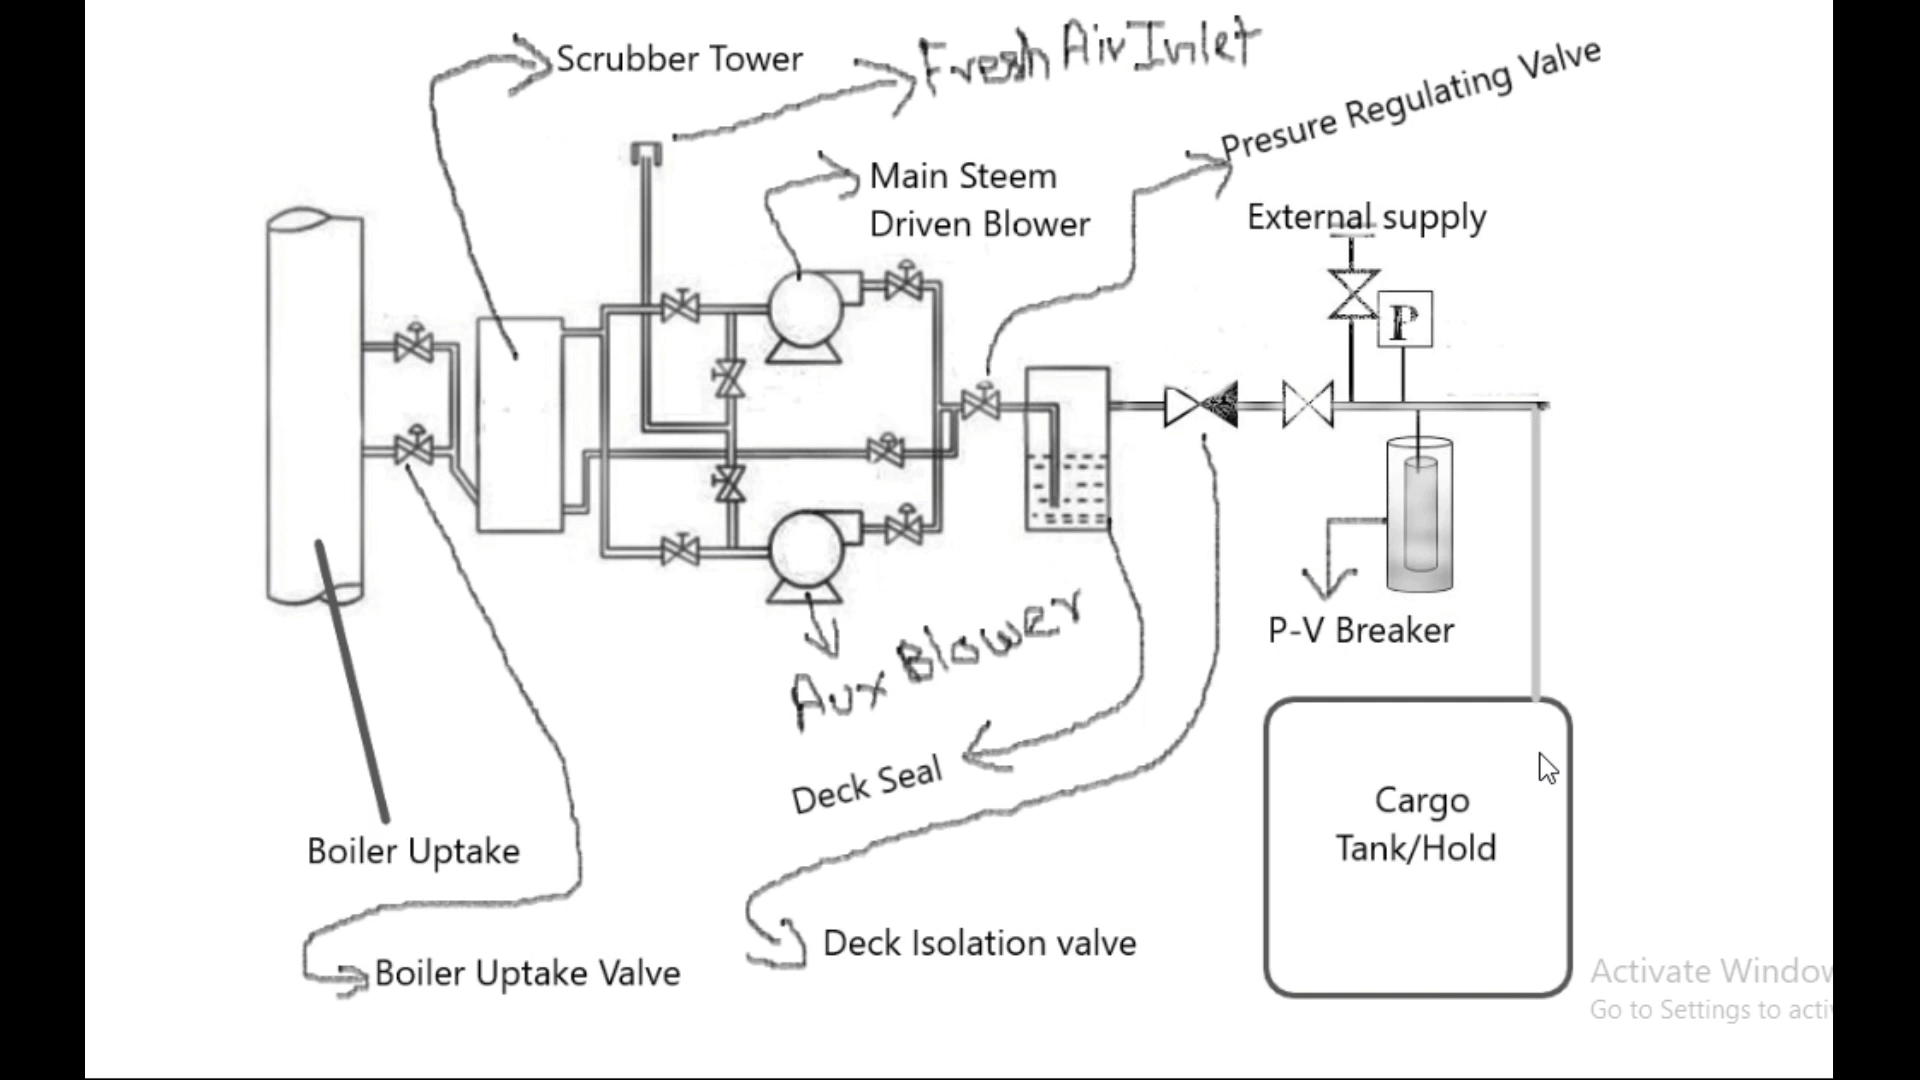 Scrubber Tower
Fresh Air Inlet
Presure Regulating Valve
Main Steem
Driven Blower
External supply
P
Aux Blower
P-V Breaker
Deck Seal
Cargo
Tank/Hold
Boiler Uptake
Deck Isolation valve
Boiler Uptake Valve
Activate Window
Go to Settings to acti